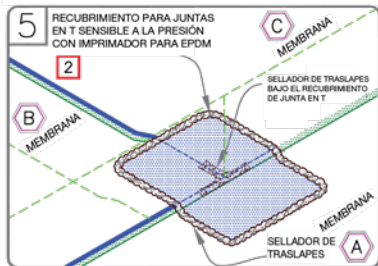 5
RECUBRIMIENTO PARA JUNTAS
EN T SENSIBLE A LA PRESIÓN
CON IMPRIMADOR PARA EPDM
2
C
MEMBRANA
SELLADOR DE TRASLAPES
BAJO EL RECUBRIMIENTO
DE JUNTA EN T
B
MEMBRANA
MEMBRANA
A
SELLADOR DE
TRASLAPES